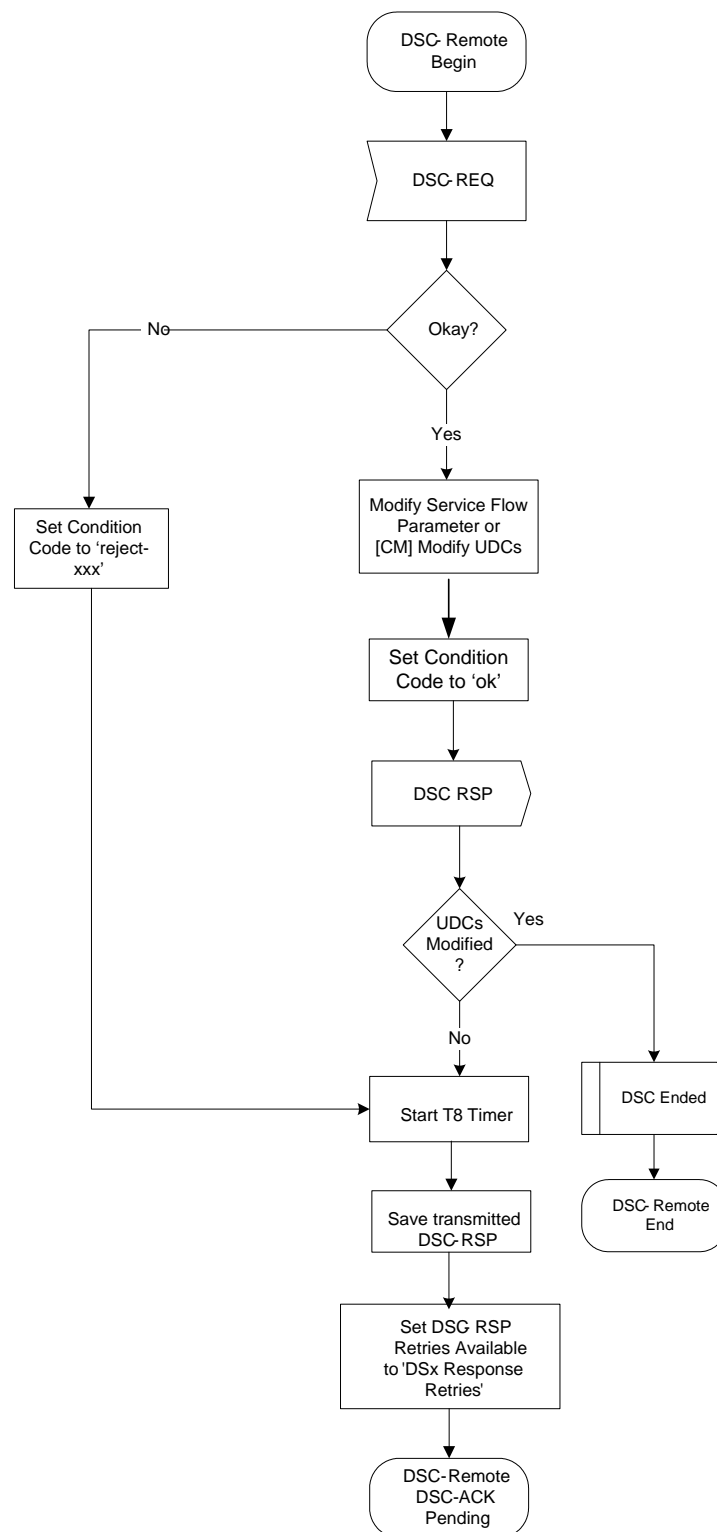 DSC- Remote
Begin
DSC-REQ
Okay?
No
Yes
Modify Service Flow
Parameter or
[CM] Modify UDCs
Set Condition
Code to ‘reject-
xxx’
Set Condition
Code to ‘ok’
DSC RSP
UDCs
Modified
?
Yes
No
DSC Ended
Start T8 Timer
DSC- Remote
End
Save transmitted
DSC-RSP
Set DSC- RSP
Retries Available
to 'DSx Response
Retries'
DSC-Remote
DSC-ACK
Pending